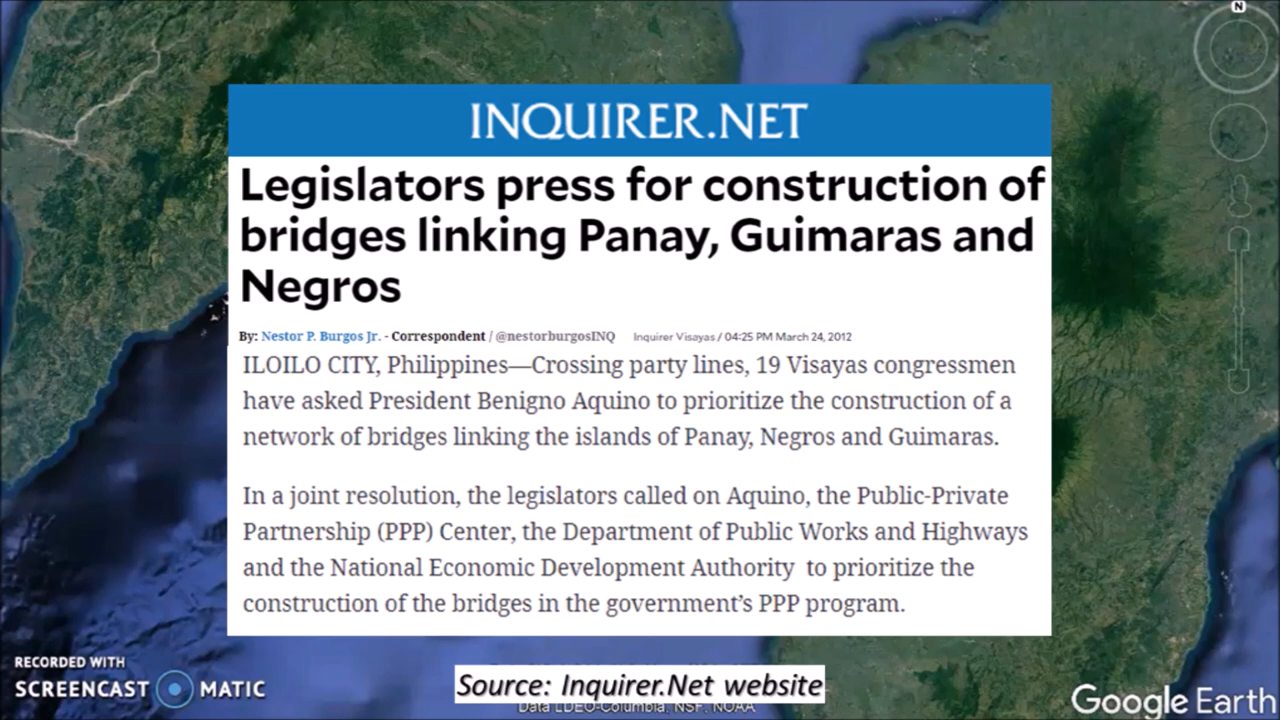 N
INQUIRER.NET
Legislators press for construction of
bridges linking Panay, Guimaras and
Negros
By: Nestor P. Burgos Jr. - Correspondent / @nestorburgosINQ Inquirer Visayas / 04:25 PM March 24, 2012
ILOILO CITY, Philippines—Crossing party lines, 19 Visayas congressmen
have asked President Benigno Aquino to prioritize the construction of a
network of bridges linking the islands of Panay, Negros and Guimaras.
In a joint resolution, the legislators called on Aquino, the Public-Private
Partnership (PPP) Center, the Department of Public Works and Highways
and the National Economic Development Authority to prioritize the
construction of the bridges in the government’s PPP program.
RECORDED WITH
SCREENCAST MATIC
Source: Inquirer.Net website
Data LDEO-Columbia, NSF, NOAA
Google Earth